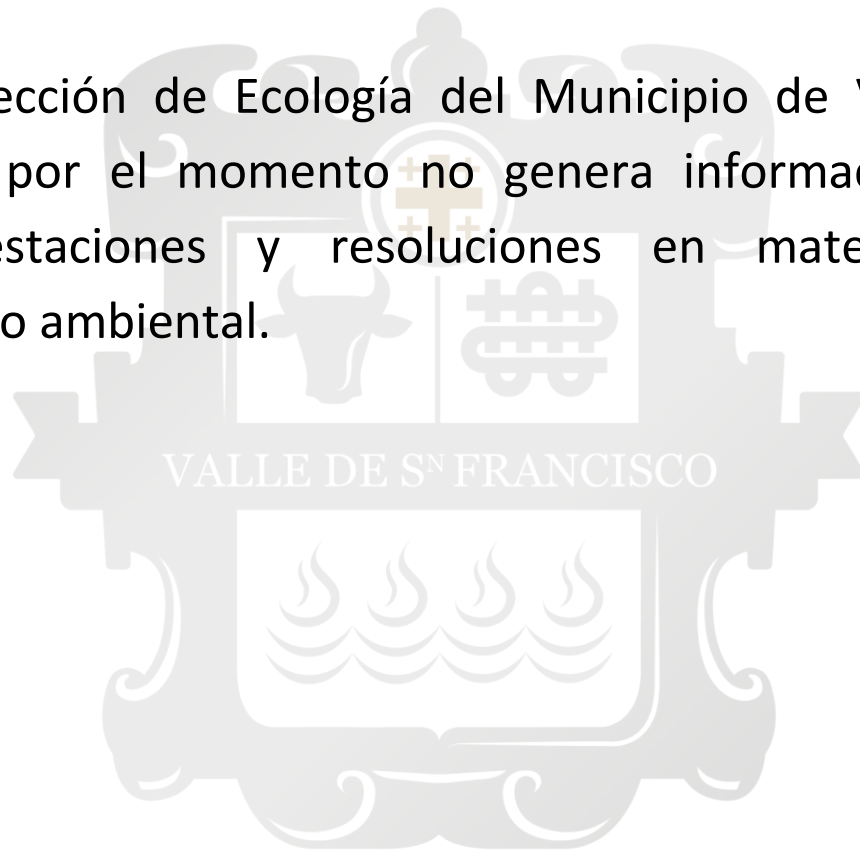 ección de Ecología del Municipio de V
por el momento no genera informac
estaciones y resoluciones en mate
o ambiental.
VALLE DE SN FRANCISCO